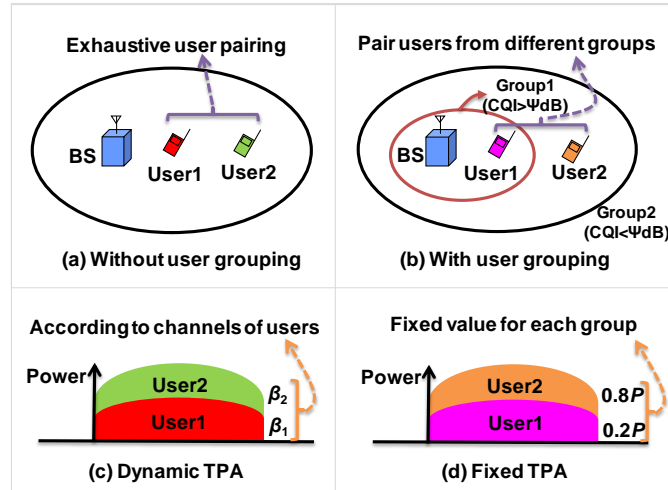 Exhaustive user pairing
BS
User1
User2
(a) Without user grouping
Pair users from different groups
Group1
(CQI>ΨdB)
BS
User1
User2
Group2
(CQI<ΨdB)
(b) With user grouping
According to channels of users
Power
User2
β2
User1
β1
(c) Dynamic TPA
Fixed value for each group
Power
User2
0.8P
User1
0.2P
(d) Fixed TPA